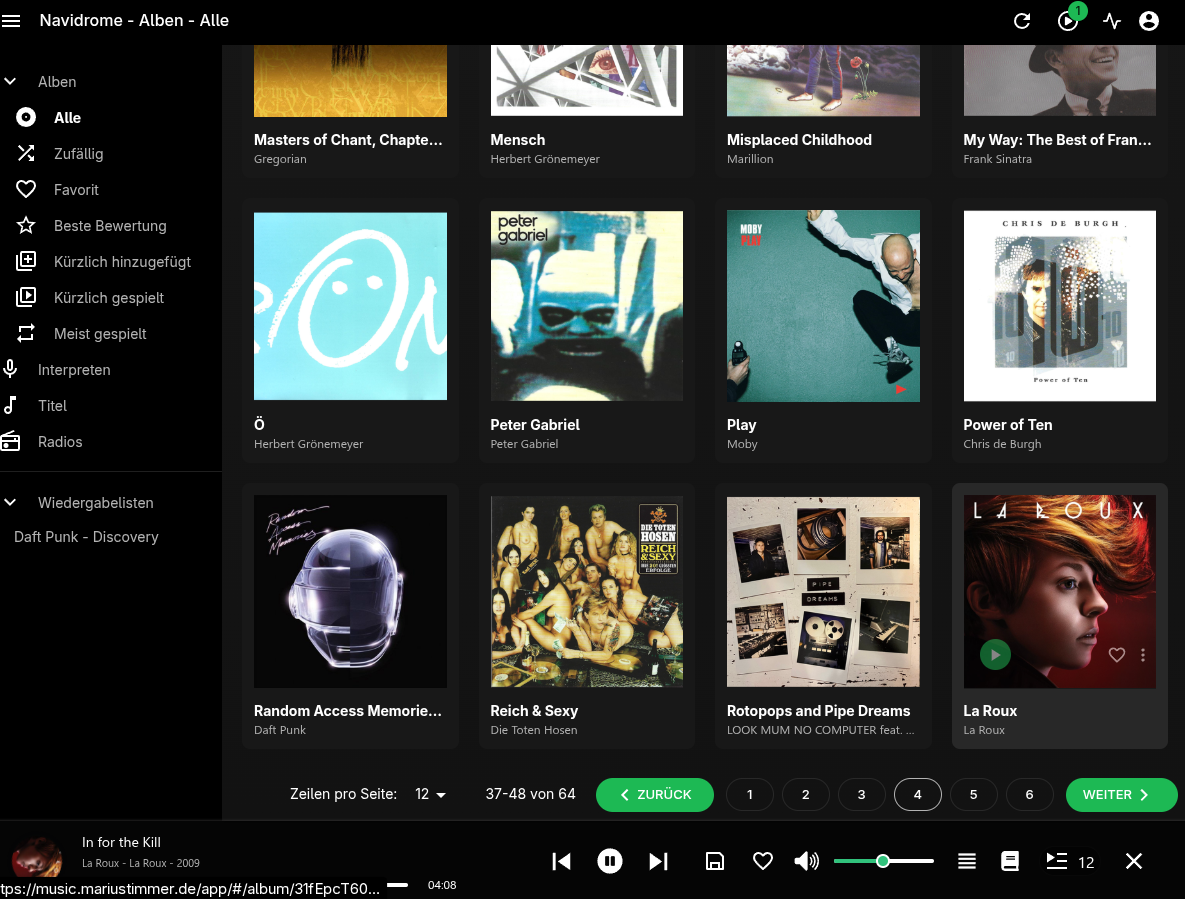 Navidrome - Alben - Alle
1
Alben
Alle
Zufällig
Favorit
Beste Bewertung
Kürzlich hinzugefügt
Kürzlich gespielt
Meist gespielt
Interpreten
Titel
Radios
Wiedergabelisten
Daft Punk - Discovery
Masters of Chant, Chapte...
Gregorian
Mensch
Herbert Grönemeyer
Misplaced Childhood
Marillion
My Way: The Best of Fran...
Frank Sinatra
Ö
Herbert Grönemeyer
peter
gabriel
Peter Gabriel
Peter Gabriel
MOBY
PLAY
Play
Moby
CHRIS DE BURGH
Power of Ten
Power of Ten
Chris de Burgh
Random
Access
Memories
Random Access Memorie...
Daft Punk
DIE TOTEN
HOSEN
REICH
& SEXY
ERFOLGE
Reich & Sexy
Die Toten Hosen
PIPE
DREAMS
Rotopops and Pipe Dreams
LOOK MUM NO COMPUTER feat. ...
LA ROUX
La Roux
La Roux
Zeilen pro Seite: 12
37-48 von 64
ZURÜCK
1
2
3
4
5
6
WEITER
In for the Kill
La Roux - La Roux - 2009
04:08
12
tps://music.mariustimmer.de/app/#/album/31fEpcT60...